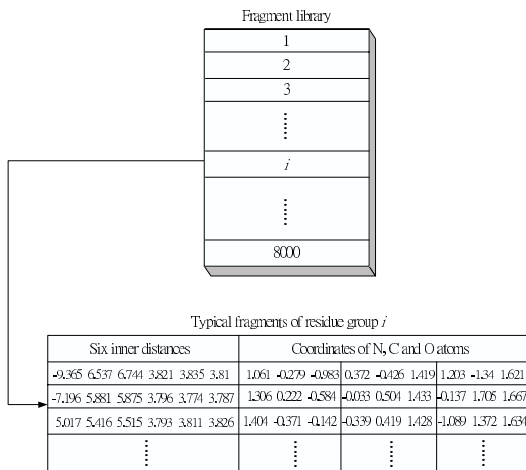 Fragment library
1
2
3
i
8000
Typical fragments of residue group i
Six inner distances Coordinates of N, C and O atoms
-9.365 6.537 6.744 3.821 3.835 3.81 1.061 -0.279 -0.983 0.372 -0.426 1.419 1.203 -1.34 1.621
-7.196 5.881 5.875 3.796 3.774 3.787 1.306 0.222 -0.584 -0.033 0.504 1.433 -0.137 1.705 1.667
5.017 5.416 5.515 3.793 3.811 3.826 1.404 -0.371 -0.142 -0.339 0.419 1.428 -1.089 1.372 1.634